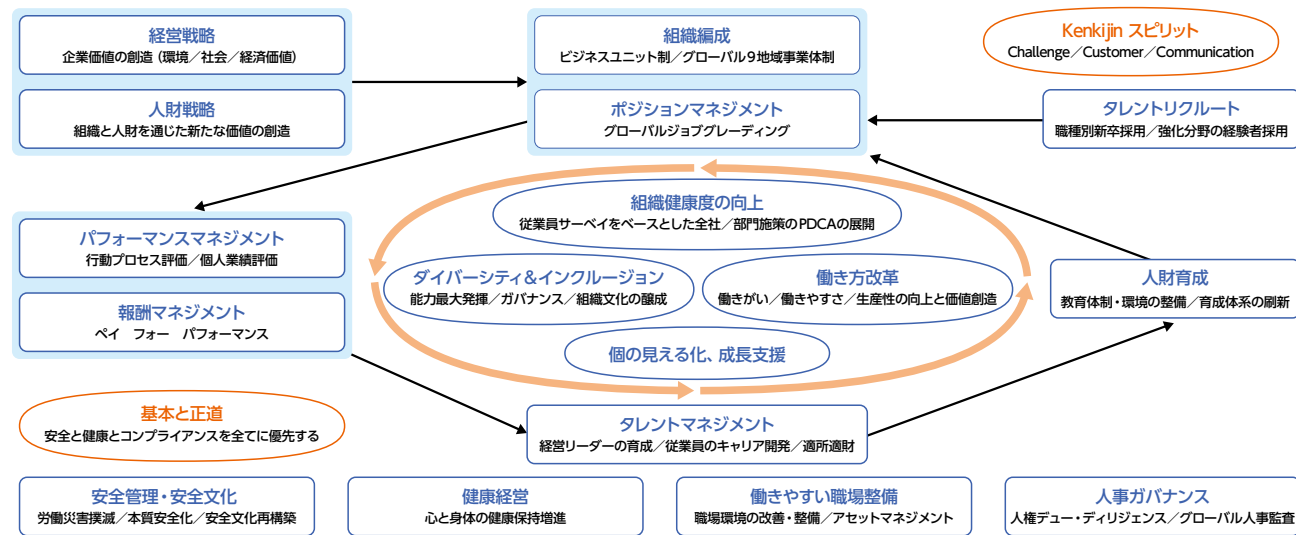 経営戦略
企業価値の創造（環境／社会／経済価値）
人財戦略
組織と人財を通じた新たな価値の創造
組織編成
ビジネスユニット制／グローバル9地域事業体制
ポジションマネジメント
グローバルジョブグレーディング
Kenkijin スピリット
Challenge／Customer／Communication
タレントリクルート
職種別新卒採用／強化分野の経験者採用
組織健康度の向上
従業員サーベイをベースとした全社／部門施策のPDCAの展開
パフォーマンスマネジメント
行動プロセス評価／個人業績評価
報酬マネジメント
ペイ　フォー　パフォーマンス
ダイバーシティ＆インクルージョン
能力最大発揮／ガバナンス／組織文化の醸成
働き方改革
働きがい／働きやすさ／生産性の向上と価値創造
人財育成
教育体制・環境の整備／育成体系の刷新
個の見える化、成長支援
基本と正道
安全と健康とコンプライアンスを全てに優先する
タレントマネジメント
経営リーダーの育成／従業員のキャリア開発／適所適財
安全管理・安全文化
労働災害撲滅／本質安全化／安全文化再構築
健康経営
心と身体の健康保持増進
働きやすい職場整備
職場環境の改善・整備／アセットマネジメント
人事ガバナンス
人権デュー・ディリジェンス／グローバル人事監査